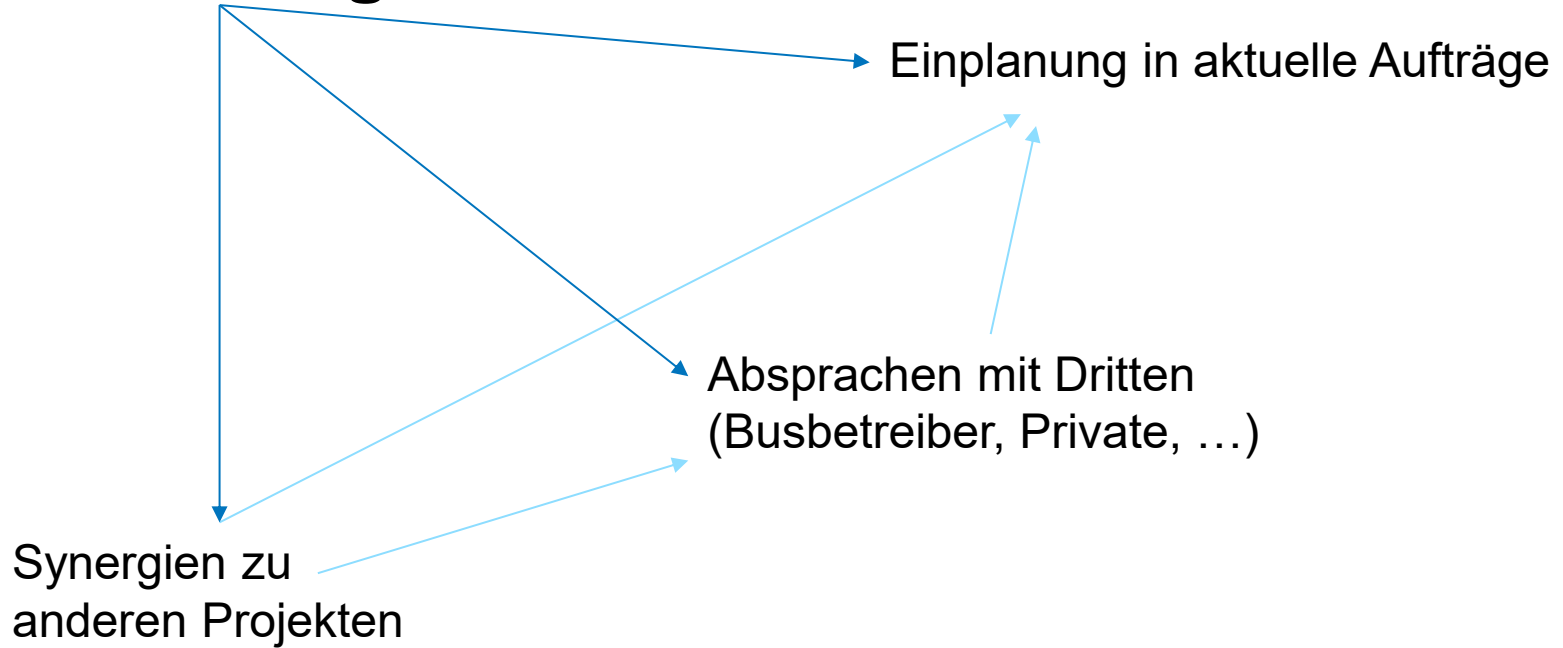 Einplanung in aktuelle Aufträge
Absprachen mit Dritten
(Busbetreiber, Private, …)
Synergien zu
anderen Projekten